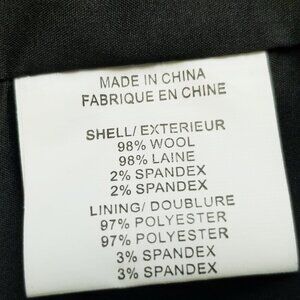 MADE IN CHINA
FABRIQUE EN CHINE
SHELL/ EXTERIEUR
98% WOOL
98% LAINE
2% SPANDEX
2% SPANDEX
LINING/ DOUBLURE
97% POLYESTER
97% POLYESTER
3% SPANDEX
3% SPANDEX